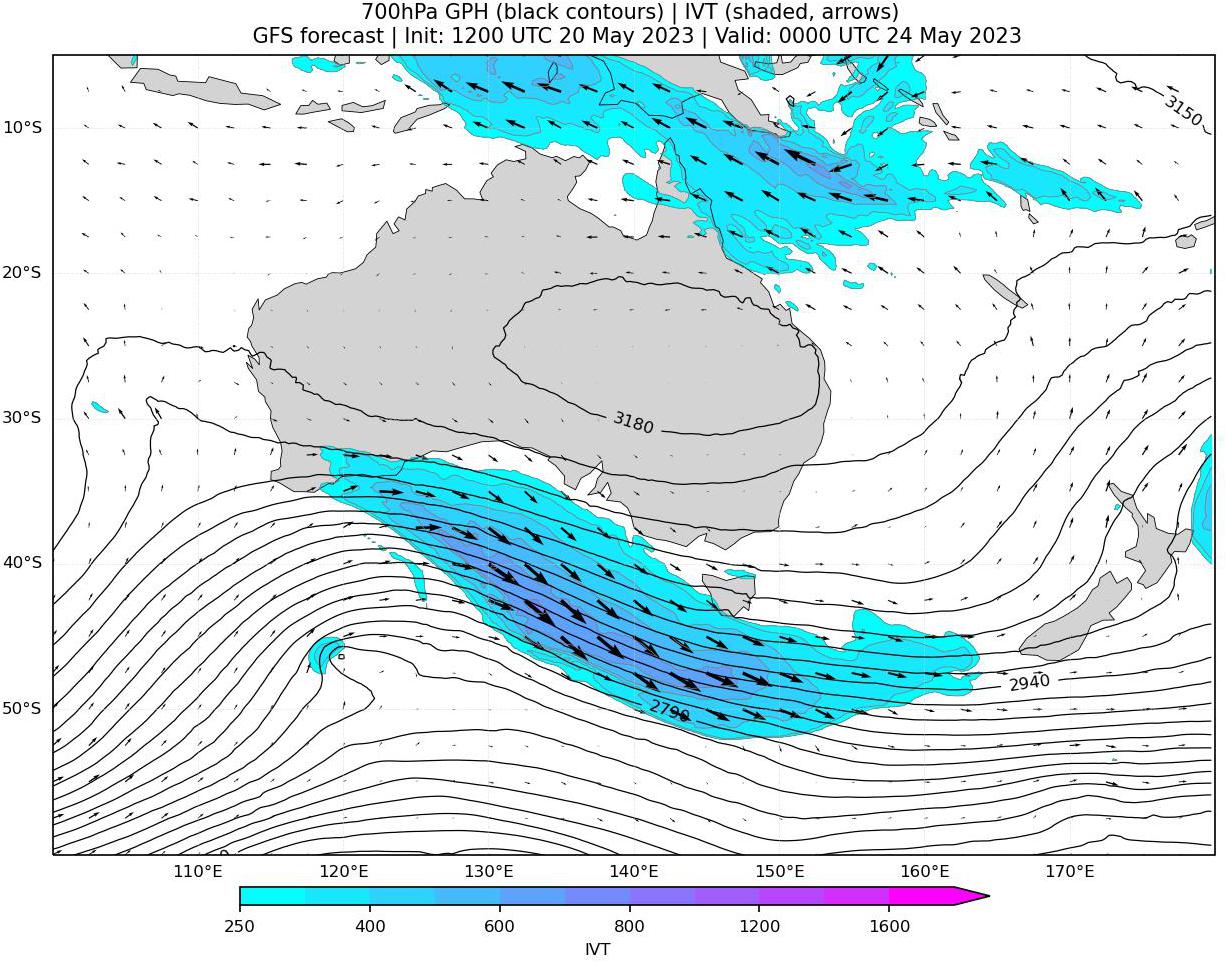 700hPa GPH (black contours) | IVT (shaded, arrows)
GFS forecast | Init: 1200 UTC 20 May 2023 | Valid: 0000 UTC 24 May 2023
3150
10°S
20°S
3180
30°S
40°S
2940
2790
50°S
110°E 120°E 130°E 140°E 150°E 160°E 170°E
250 400 600 800 1200 1600
IVT